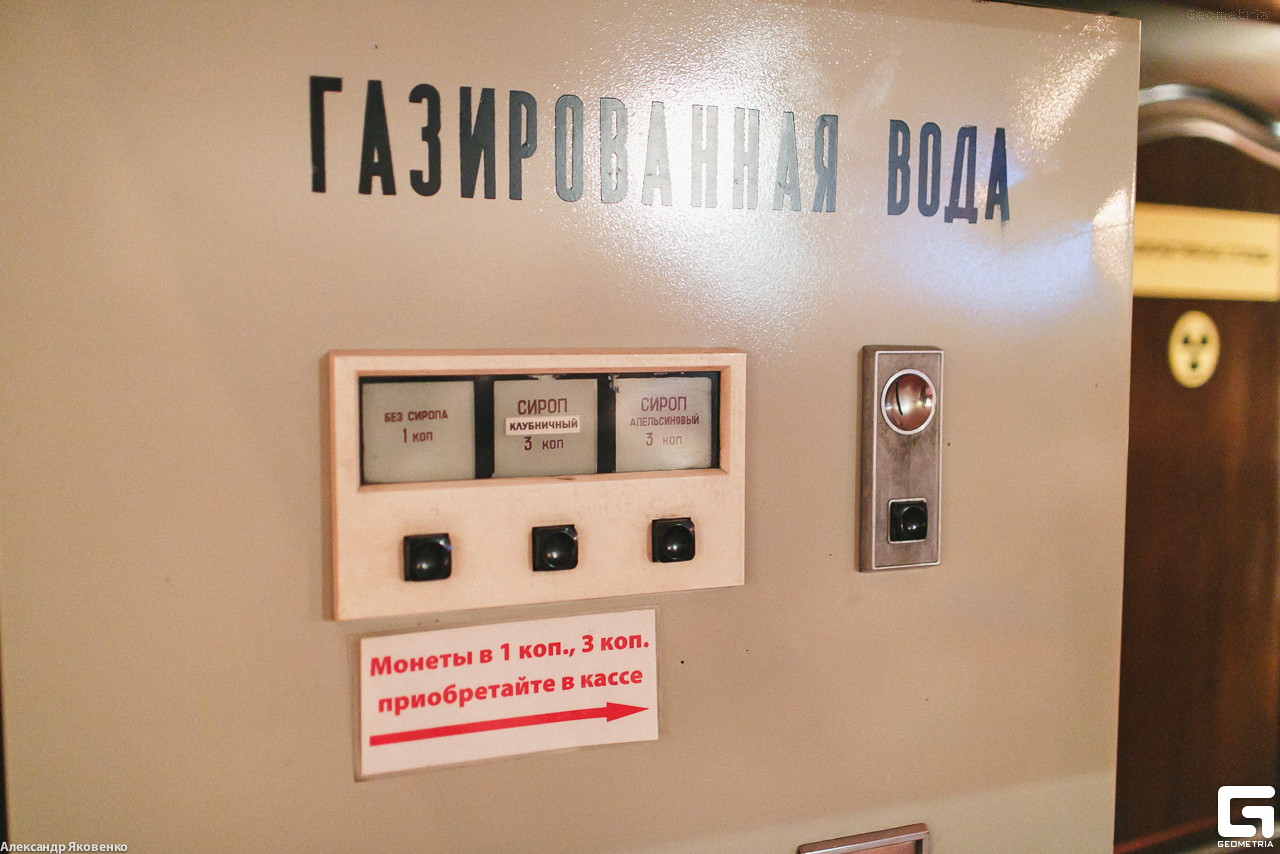 Geometria
ГАЗИРОВАННАЯ ВОДА
БЕЗ СИРОПА
1 коп
СИРОП
КЛУБНИЧНЫЙ
3 коп
СИРОП
АПЕЛЬСИНОВЫЙ
3 коп
Монеты в 1 коп., 3 коп.
приобретайте в кассе
Александр Яковенко
GEOMETRIA